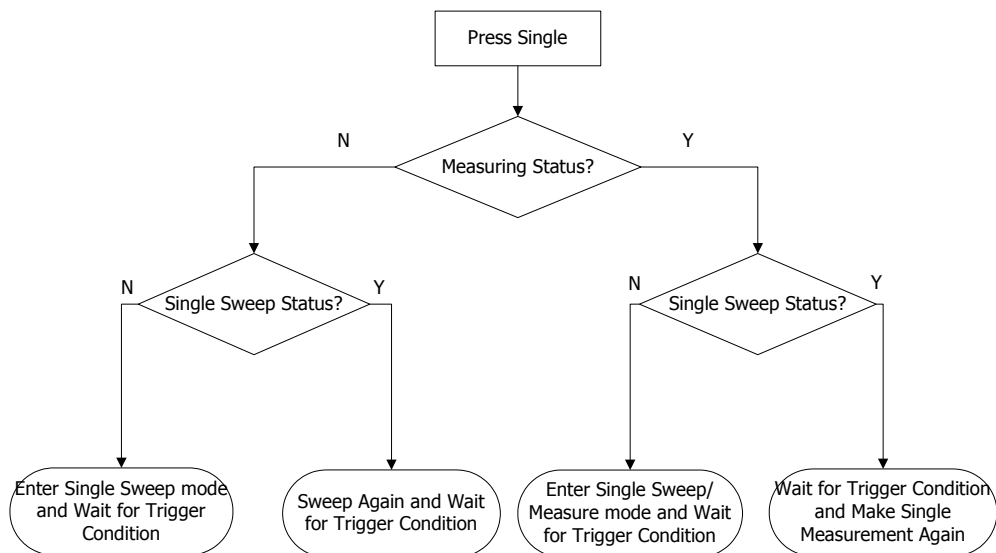 Press Single
N
Y
Measuring Status?
N
Y
Single Sweep Status?
N
Y
Single Sweep Status?
Enter Single Sweep mode
and Wait for Trigger
Condition
Sweep Again and Wait
for Trigger Condition
Enter Single Sweep/
Measure mode and Wait
for Trigger Condition
Wait for Trigger Condition
and Make Single
Measurement Again